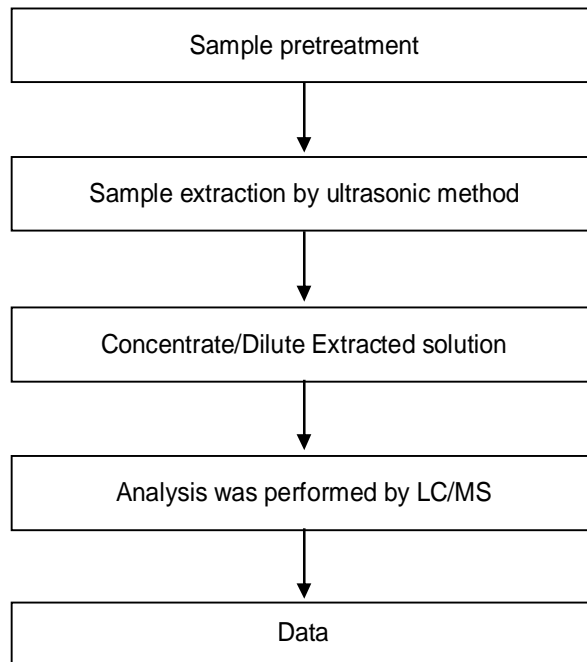 Sample pretreatment
Sample extraction by ultrasonic method
Concentrate/Dilute Extracted solution
Analysis was performed by LC/MS
Data